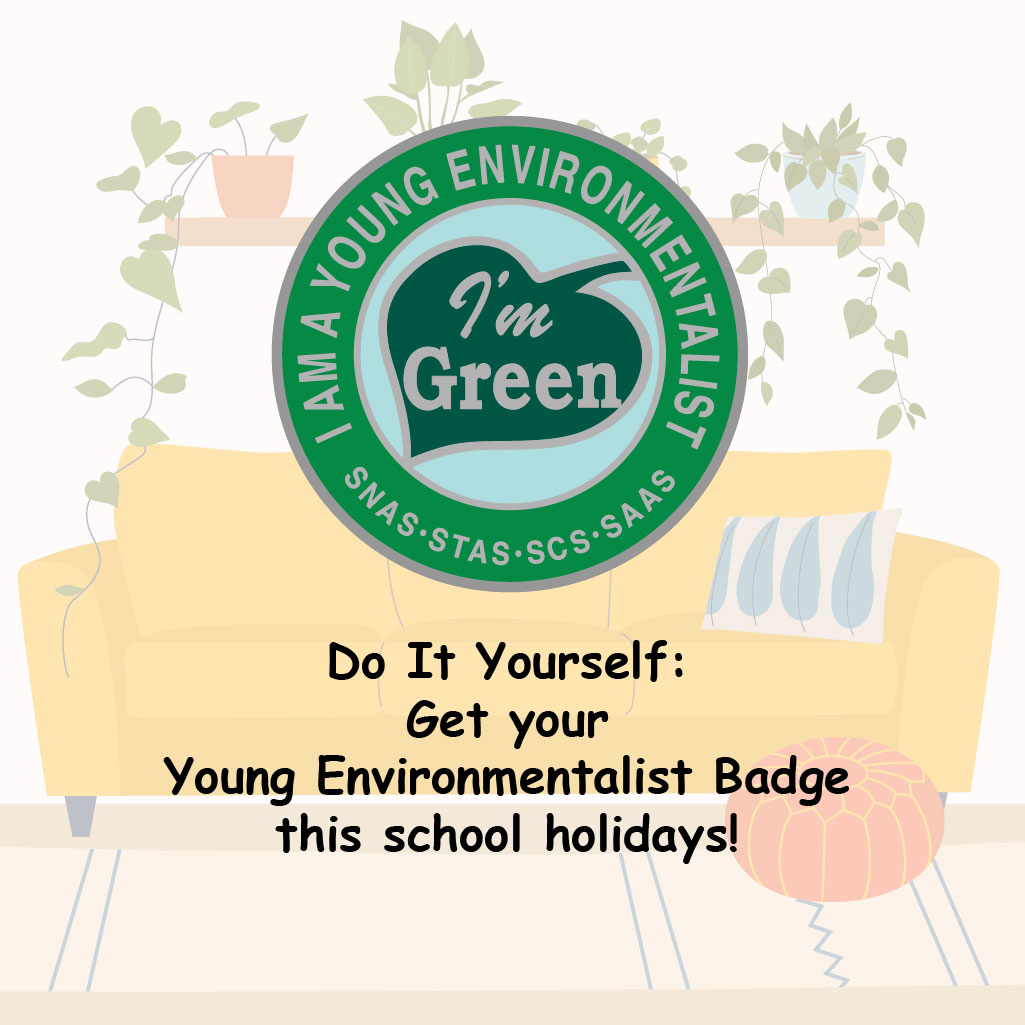 I AM A YOUNG ENVIRONMENTALIST
I'm
Green
SNAS·STAS·SCS·SAAS
Do It Yourself:
Get your
Young Environmentalist Badge
this school holidays!